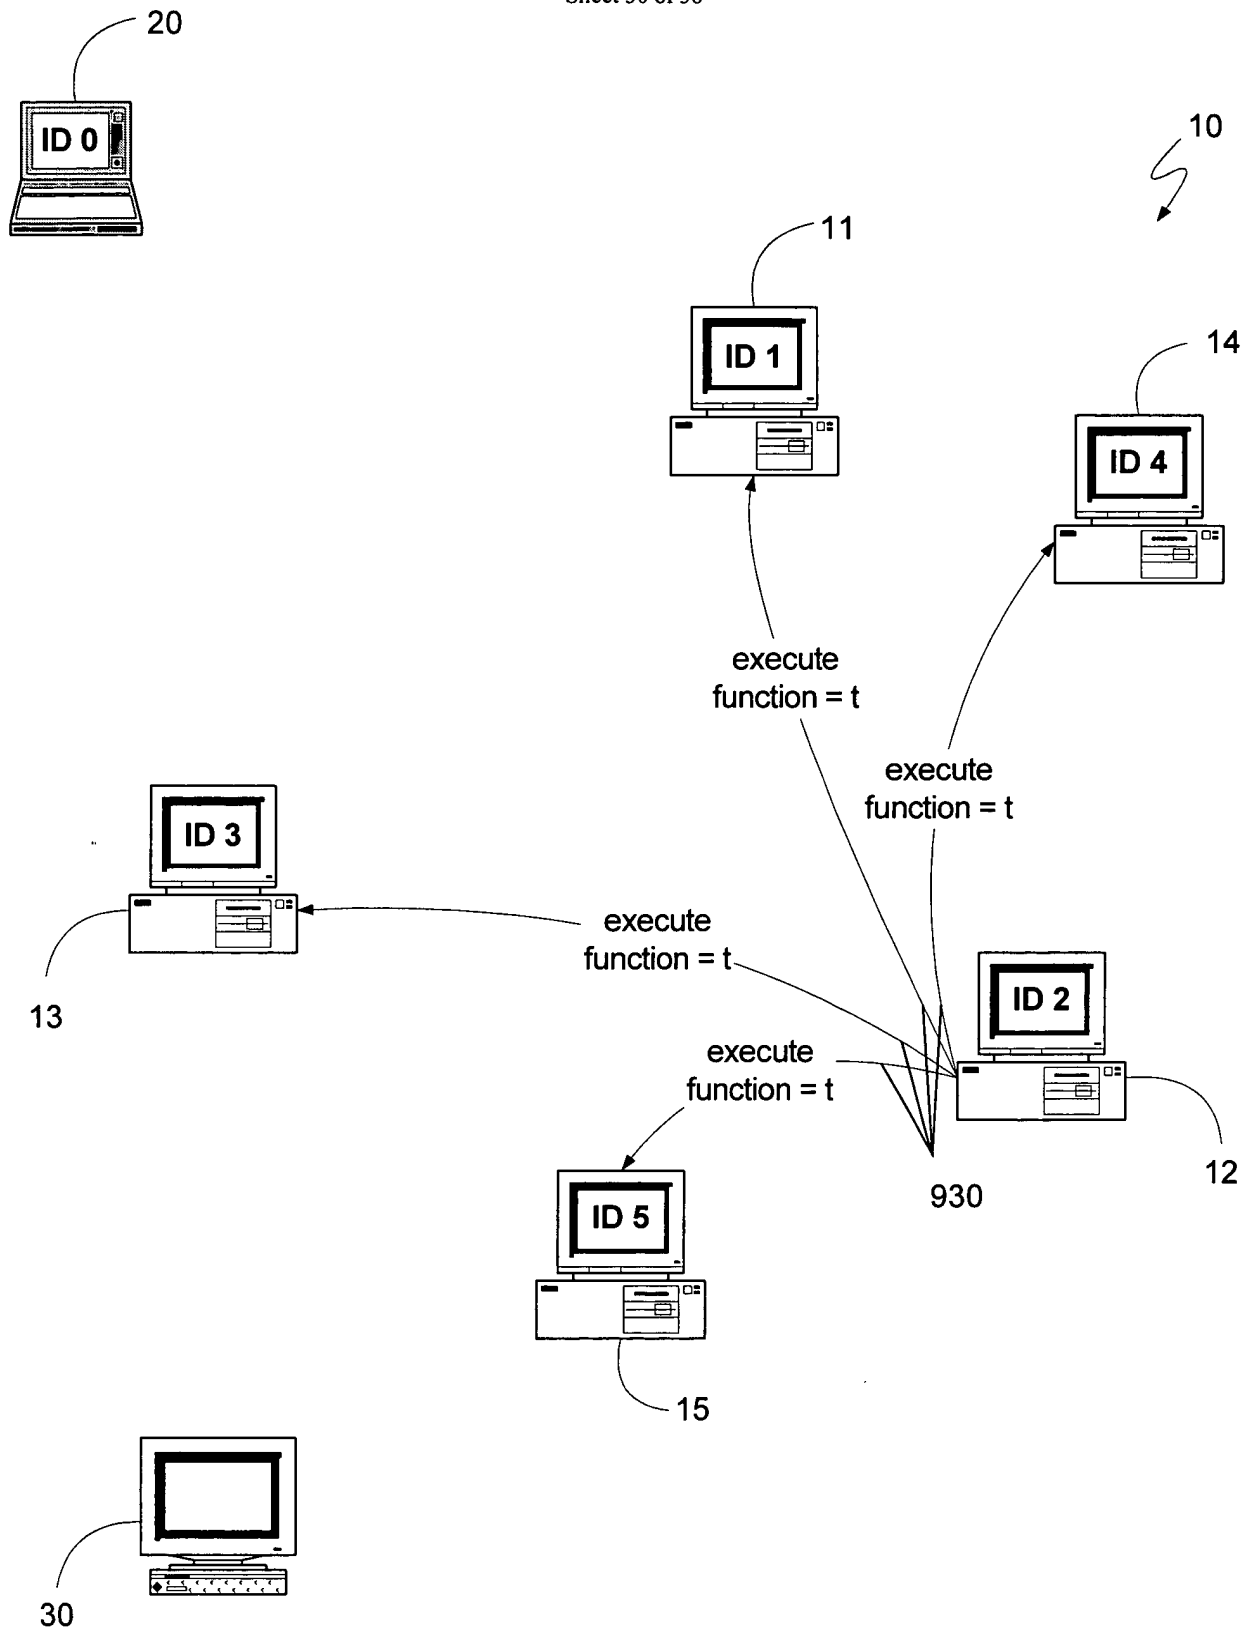 20
ID 0
10
11
ID 1
14
ID 4
execute
function = t
execute
function = t
ID 3
execute
function = t
13
ID 2
execute
function = t
12
930
ID 5
15
30